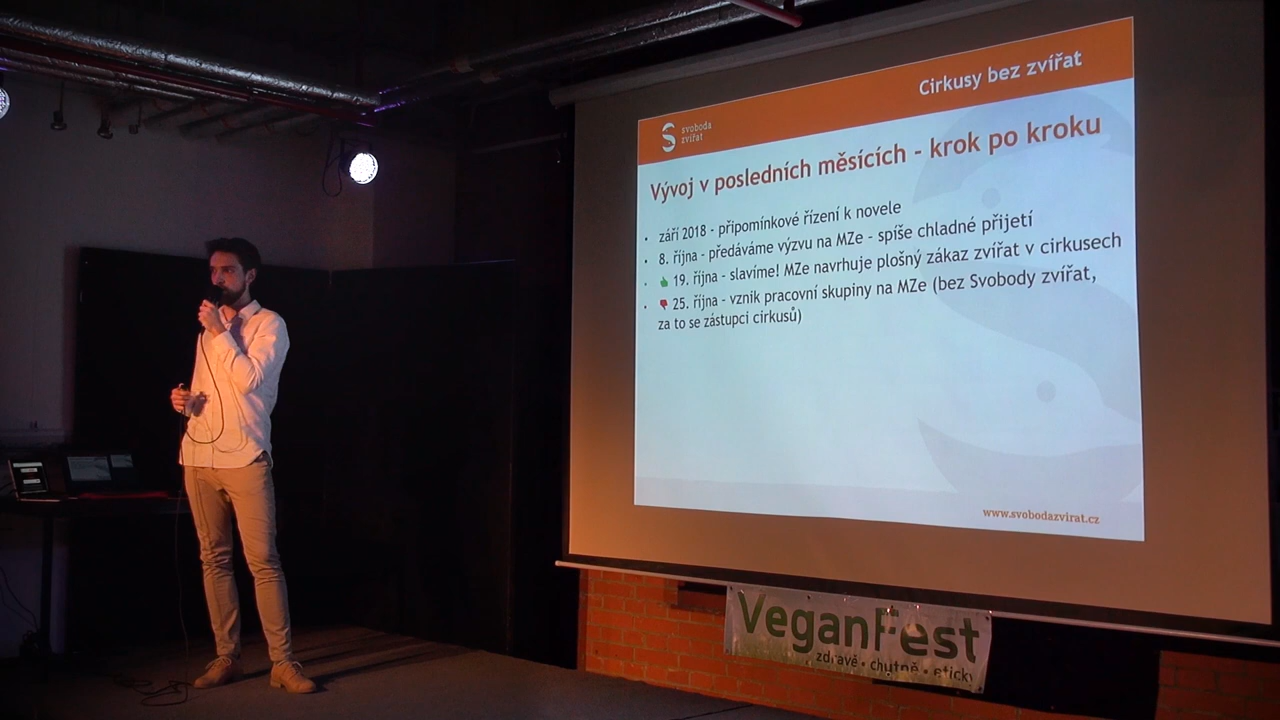 Cirkusy bez zvířat
svoboda
zvířat
Vývoj v posledních měsících - krok po kroku
září 2018 - připomínkové řízení k novele
8. října - předáváme výzvu na MZe - spíše chladné přijetí
19. října - slavíme! MZe navrhuje plošný zákaz zvířat v cirkusech
25. října - vznik pracovní skupiny na MZe (bez Svobody zvířat,
za to se zástupci cirkusů)
www.svobodazvirat.cz
VeganFest
zdravě • chutně • eticky